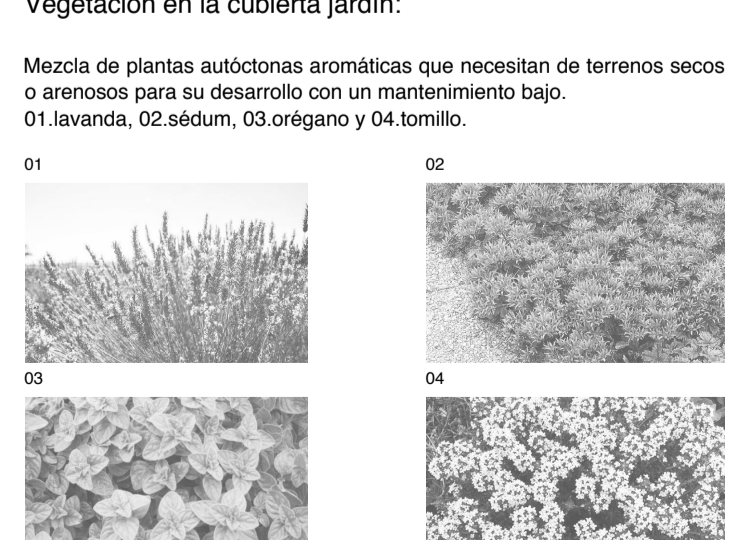 Vegetación en la cubierta jardín:
Mezcla de plantas autóctonas aromáticas que necesitan de terrenos secos
o arenosos para su desarrollo con un mantenimiento bajo.
01.lavanda, 02.sédum, 03.orégano y 04.tomillo.
01
02
03
04